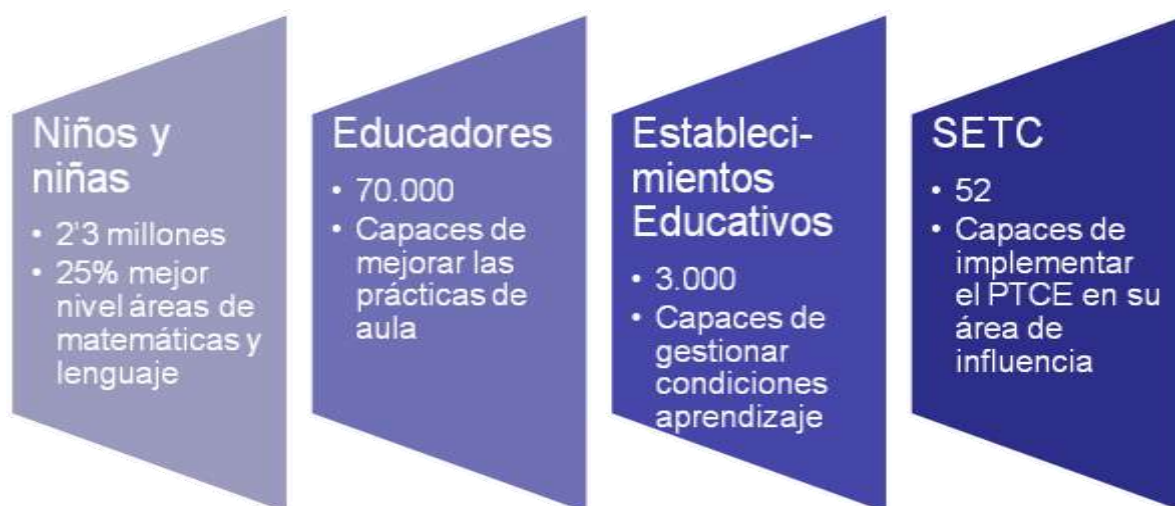 Niños y
niñas
• 2'3 millones
• 25% mejor
nivel áreas de
matemáticas y
lenguaje
Educadores
• 70.000
• Capaces de
mejorar las
prácticas de
aula
Estableci-
mientos
Educativos
• 3.000
• Capaces de
gestionar
condiciones
aprendizaje
SETC
• 52
• Capaces de
implementar
el PTCE en su
área de
influencia